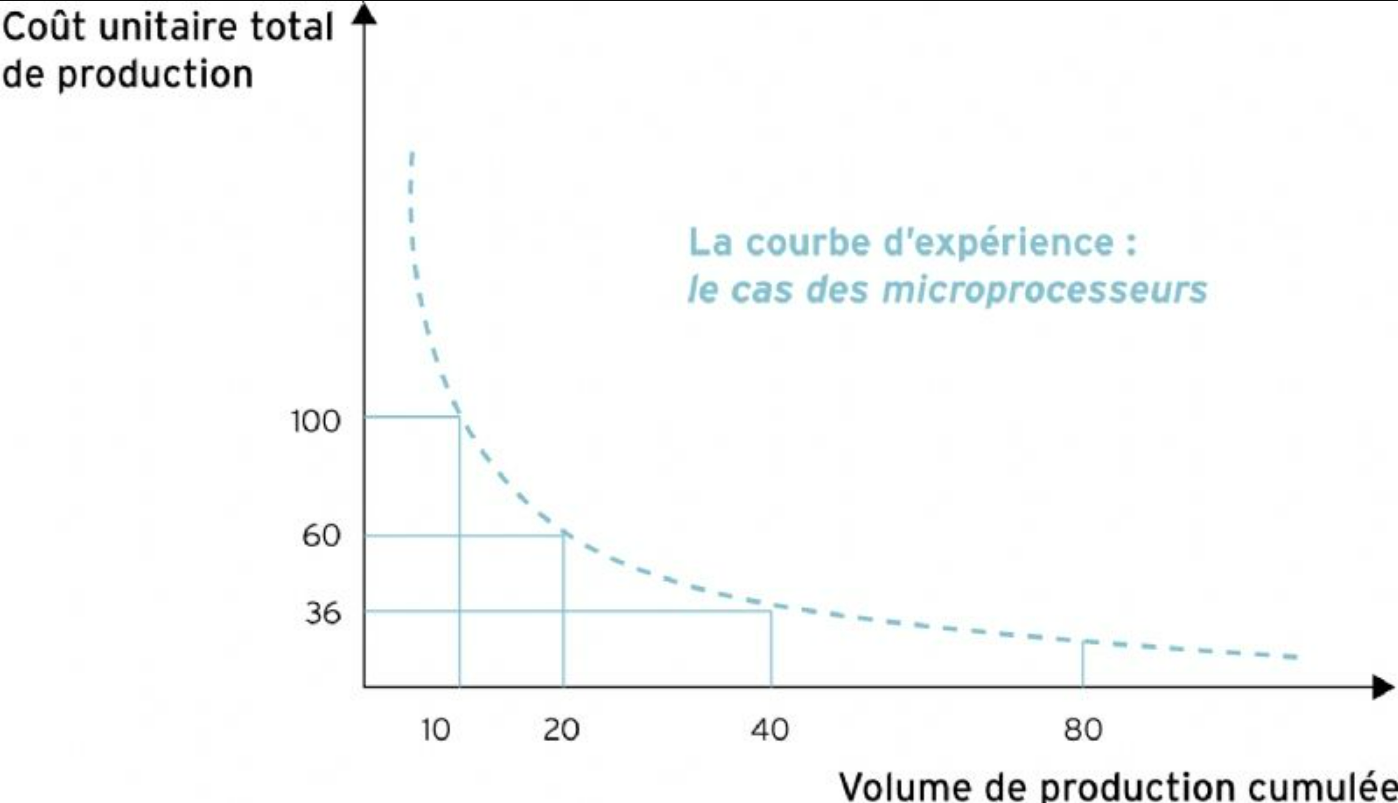 Coût unitaire total
de production
La courbe d'expérience :
le cas des microprocesseurs
100
60
36
10 20 40 80
Volume de production cumulée